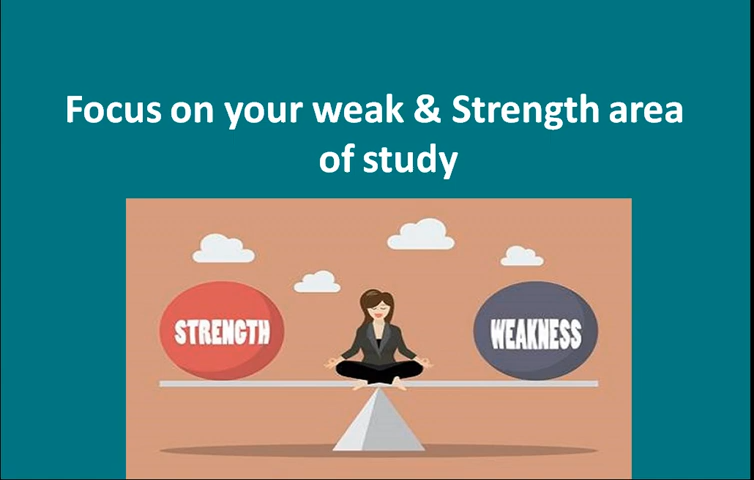 Focus on your weak & Strength area
of study
STRENGTH
WEAKNESS